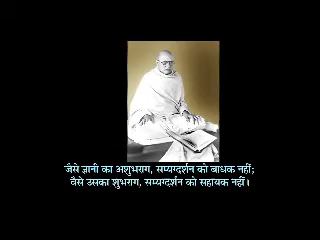 जैसे ज्ञानी का अशुभराग, सम्यग्दर्शन को बाधक नहीं;
वैसे उसका शुभराग, सम्यग्दर्शन को सहायक नहीं।